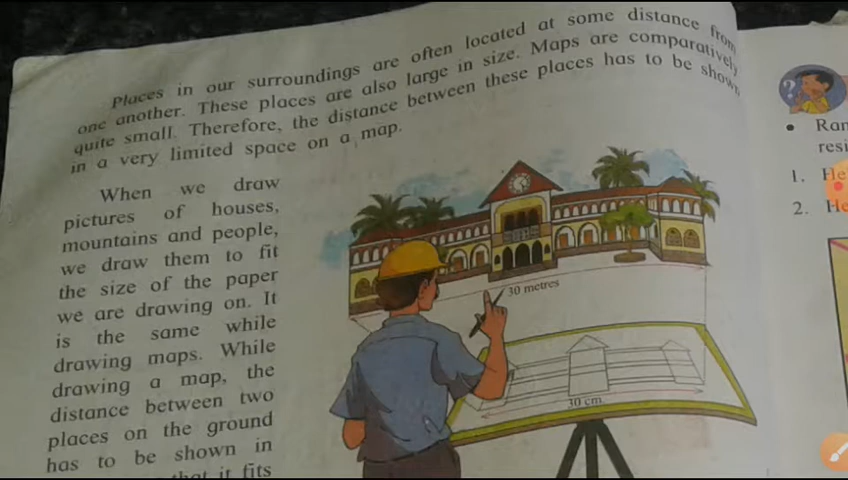 Places in our surroundings are often located at some distance from
one another. These places are also large in size. Maps are comparatively
quite small. Therefore, the distance between these places has to be shown
in a very limited space on a map.
When we draw
pictures of houses,
mountains and people,
we draw them to fit
the size of the paper
we are drawing on. It
is the same while
drawing maps. While
drawing a map, the
distance between two
places on the ground
has to be shown in
that it fits
30 metres
30 cm.
?
•
1. He
2.